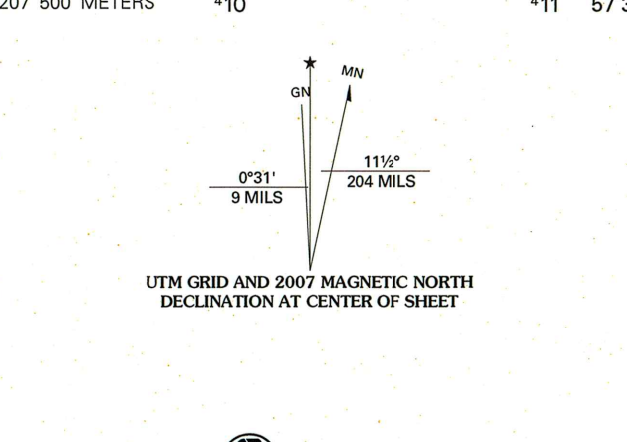 207 500 METERS ⁴10 ⁴11 57'3
★
MN
GN
11½°
204 MILS
0°31'
9 MILS
UTM GRID AND 2007 MAGNETIC NORTH
DECLINATION AT CENTER OF SHEET